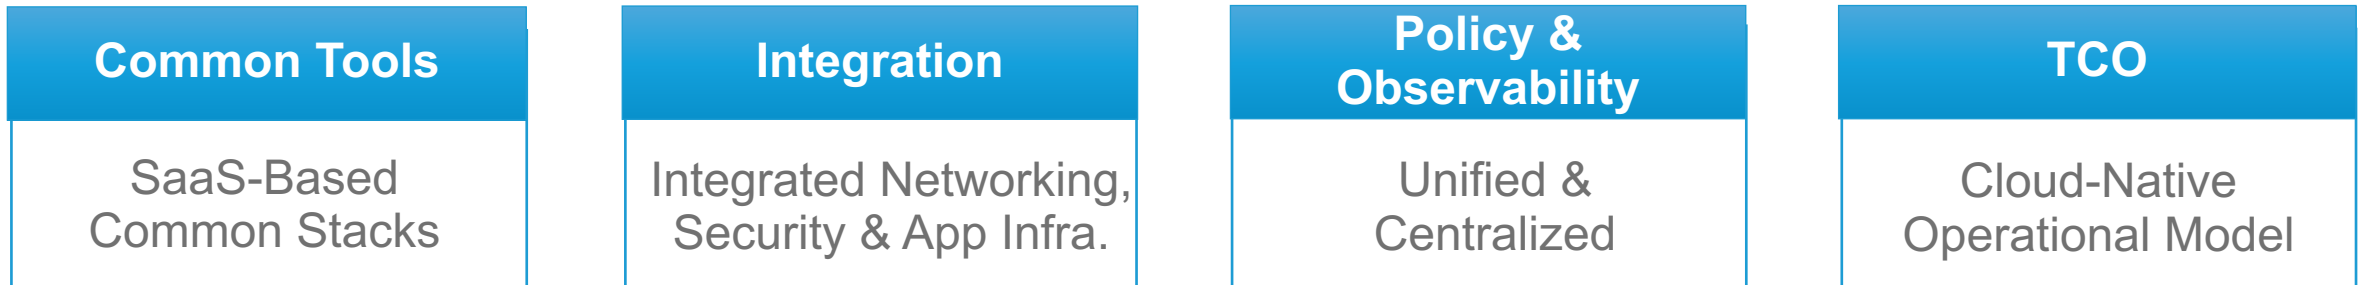 Common Tools
SaaS-Based
Common Stacks
Integration
Integrated Networking,
Security & App Infra.
Policy &
Observability
Unified &
Centralized
TCO
Cloud-Native
Operational Model